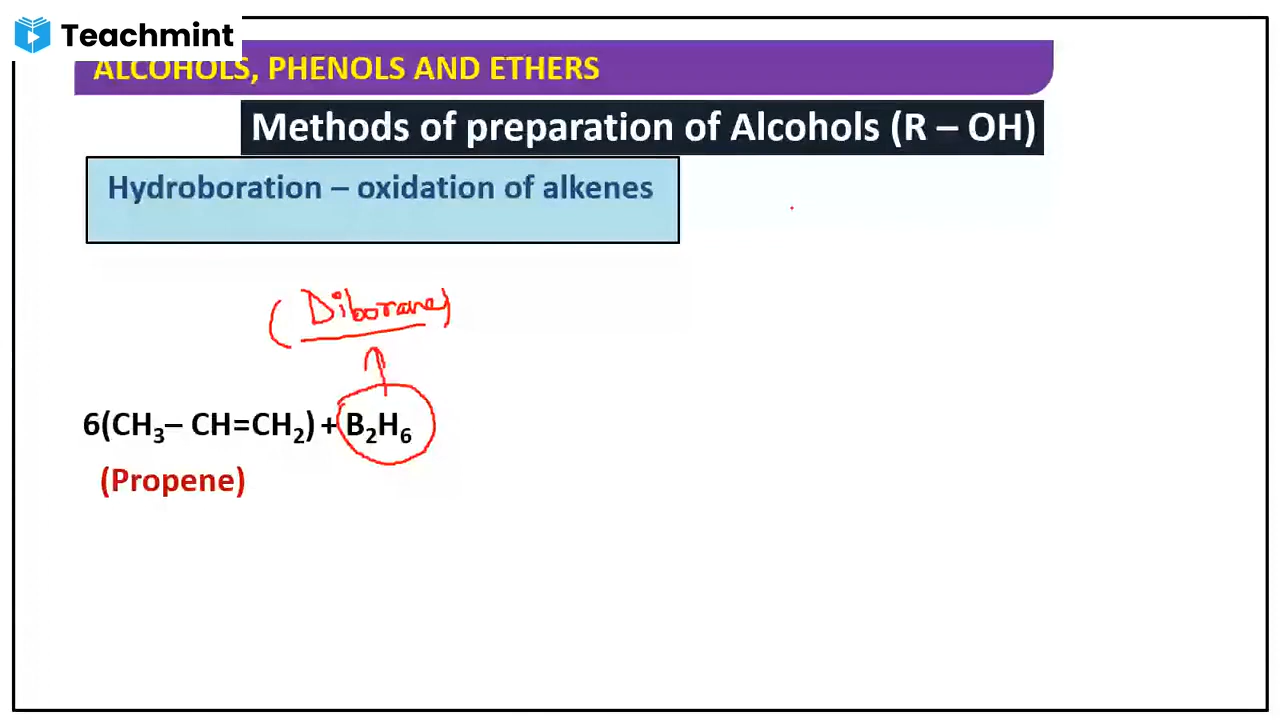 Teachmint
ALCOHOLS, PHENOLS AND ETHERS
Methods of preparation of Alcohols (R – OH)
Hydroboration – oxidation of alkenes
(Diborane)
6(CH₃– CH=CH₂) + B₂H₆
(Propene)